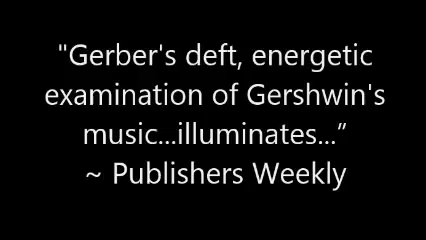 "Gerber's deft, energetic
examination of Gershwin's
music...illuminates...”
~ Publishers Weekly